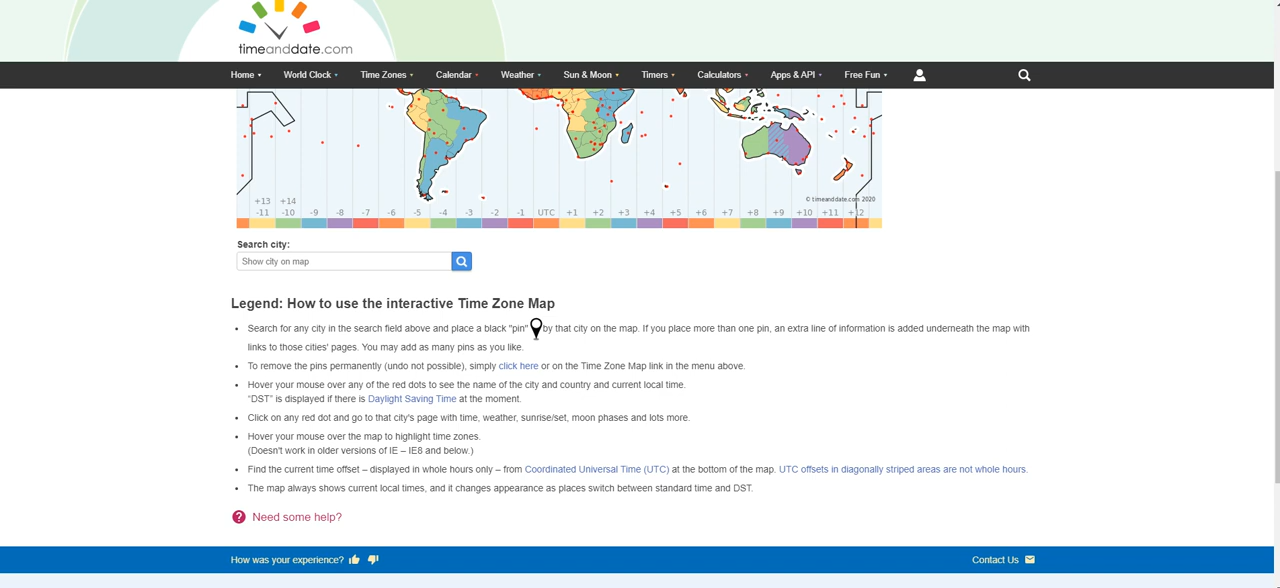 timeanddate.com
Home World Clock Time Zones Calendar Weather Sun & Moon Timers Calculators Apps & API Free Fun
© timeanddate.com 2020
+13 +14
-11 -10 -9 -8 -7 -6 -5 -4 -3 -2 -1 UTC +1 +2 +3 +4 +5 +6 +7 +8 +9 +10 +11 +12
Search city:
Show city on map
Legend: How to use the interactive Time Zone Map
• Search for any city in the search field above and place a black "pin" by that city on the map. If you place more than one pin, an extra line of information is added underneath the map with
links to those cities' pages. You may add as many pins as you like.
• To remove the pins permanently (undo not possible), simply click here or on the Time Zone Map link in the menu above.
• Hover your mouse over any of the red dots to see the name of the city and country and current local time.
"DST" is displayed if there is Daylight Saving Time at the moment.
• Click on any red dot and go to that city's page with time, weather, sunrise/set, moon phases and lots more.
• Hover your mouse over the map to highlight time zones.
(Doesn't work in older versions of IE – IE8 and below.)
• Find the current time offset – displayed in whole hours only – from Coordinated Universal Time (UTC) at the bottom of the map. UTC offsets in diagonally striped areas are not whole hours.
• The map always shows current local times, and it changes appearance as places switch between standard time and DST.
? Need some help?
How was your experience? Contact Us